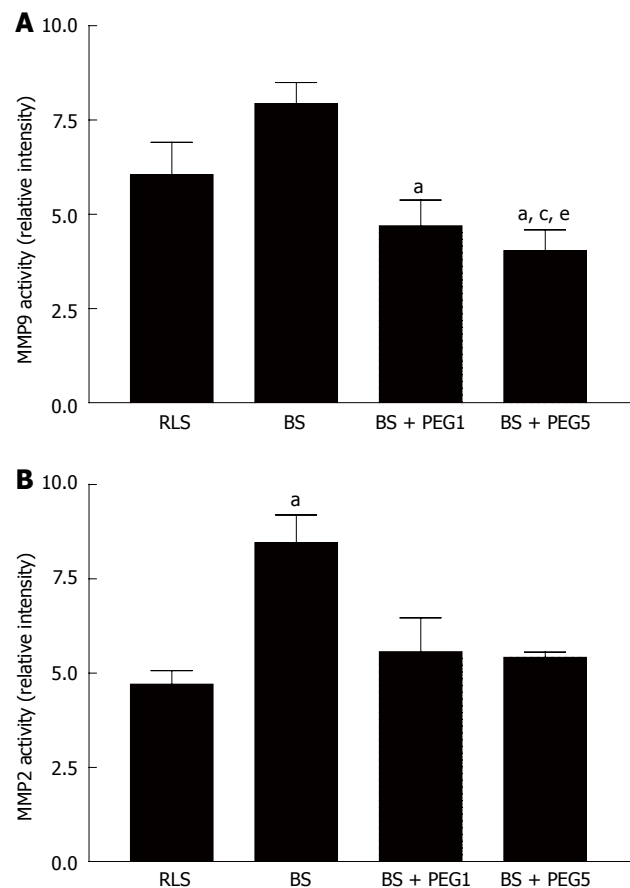 A
MMP9 activity (relative intensity)
10.0
7.5
5.0
2.5
0.0
a
a, c, e
RLS BS BS + PEG1 BS + PEG5
B
MMP2 activity (relative intensity)
10.0
7.5
5.0
2.5
0.0
a
RLS BS BS + PEG1 BS + PEG5